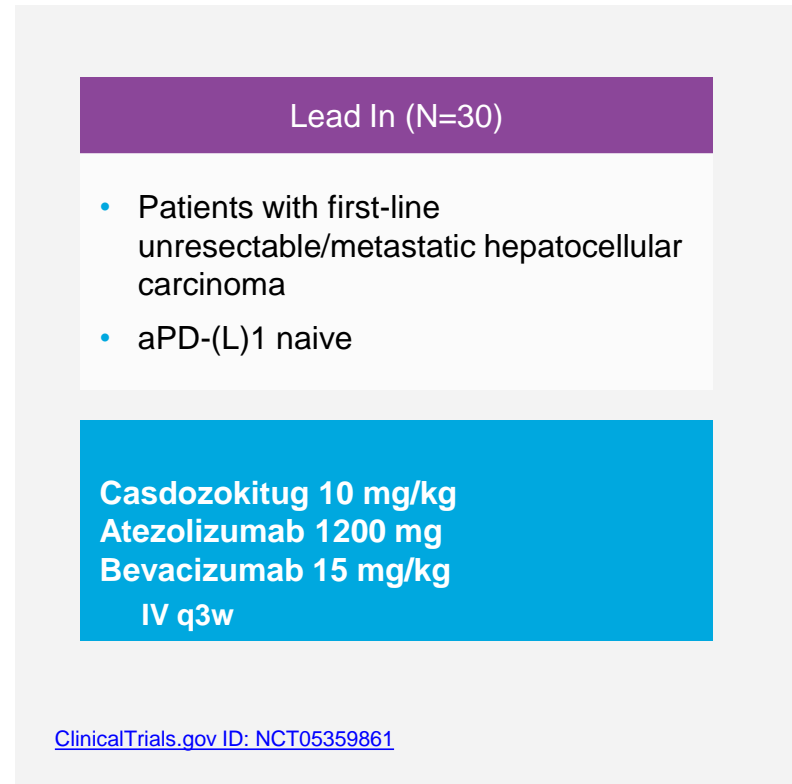 Lead In (N=30)
• Patients with first-line
unresectable/metastatic hepatocellular
carcinoma
• aPD-(L)1 naive
Casdozokitug 10 mg/kg
Atezolizumab 1200 mg
Bevacizumab 15 mg/kg
IV q3w
ClinicalTrials.gov ID: NCT05359861